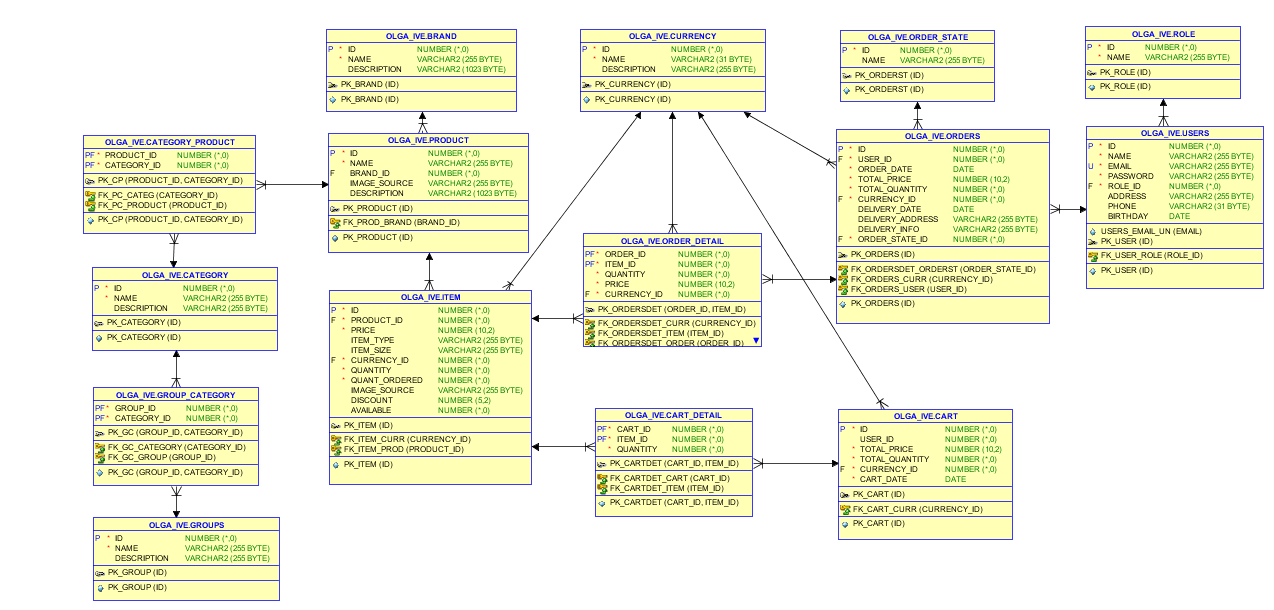 OLGA_IVE.BRAND
P * ID NUMBER (*,0)
* NAME VARCHAR2 (255 BYTE)
DESCRIPTION VARCHAR2 (1023 BYTE)
PK_BRAND (ID)
PK_BRAND (ID)
OLGA_IVE.CURRENCY
P * ID NUMBER (*,0)
* NAME VARCHAR2 (31 BYTE)
DESCRIPTION VARCHAR2 (255 BYTE)
PK_CURRENCY (ID)
PK_CURRENCY (ID)
OLGA_IVE.ORDER_STATE
P * ID NUMBER (*,0)
NAME VARCHAR2 (255 BYTE)
PK_ORDERST (ID)
PK_ORDERST (ID)
OLGA_IVE.ROLE
P * ID NUMBER (*,0)
* NAME VARCHAR2 (255 BYTE)
PK_ROLE (ID)
PK_ROLE (ID)
OLGA_IVE.CATEGORY_PRODUCT
PF * PRODUCT_ID NUMBER (*,0)
PF * CATEGORY_ID NUMBER (*,0)
PK_CP (PRODUCT_ID, CATEGORY_ID)
FK_PC_CATEG (CATEGORY_ID)
FK_PC_PRODUCT (PRODUCT_ID)
PK_CP (PRODUCT_ID, CATEGORY_ID)
OLGA_IVE.PRODUCT
P * ID NUMBER (*,0)
* NAME VARCHAR2 (255 BYTE)
F BRAND_ID NUMBER (*,0)
IMAGE_SOURCE VARCHAR2 (255 BYTE)
DESCRIPTION VARCHAR2 (1023 BYTE)
PK_PRODUCT (ID)
FK_PROD_BRAND (BRAND_ID)
PK_PRODUCT (ID)
OLGA_IVE.ORDERS
P * ID NUMBER (*,0)
F * USER_ID NUMBER (*,0)
* ORDER_DATE DATE
* TOTAL_PRICE NUMBER (10,2)
* TOTAL_QUANTITY NUMBER (*,0)
F * CURRENCY_ID NUMBER (*,0)
DELIVERY_DATE DATE
DELIVERY_ADDRESS VARCHAR2 (255 BYTE)
DELIVERY_INFO VARCHAR2 (255 BYTE)
F * ORDER_STATE_ID NUMBER (*,0)
PK_ORDERS (ID)
FK_ORDERSDET_ORDERST (ORDER_STATE_ID)
FK_ORDERS_CURR (CURRENCY_ID)
FK_ORDERS_USER (USER_ID)
PK_ORDERS (ID)
OLGA_IVE.USERS
P * ID NUMBER (*,0)
* NAME VARCHAR2 (255 BYTE)
U * EMAIL VARCHAR2 (255 BYTE)
* PASSWORD VARCHAR2 (255 BYTE)
F * ROLE_ID NUMBER (*,0)
ADDRESS VARCHAR2 (255 BYTE)
PHONE VARCHAR2 (31 BYTE)
BIRTHDAY DATE
USERS_EMAIL_UN (EMAIL)
PK_USER (ID)
FK_USER_ROLE (ROLE_ID)
PK_USER (ID)
OLGA_IVE.ORDER_DETAIL
PF * ORDER_ID NUMBER (*,0)
PF * ITEM_ID NUMBER (*,0)
* QUANTITY NUMBER (*,0)
* PRICE NUMBER (10,2)
F * CURRENCY_ID NUMBER (*,0)
PK_ORDERSDET (ORDER_ID, ITEM_ID)
FK_ORDERSDET_CURR (CURRENCY_ID)
FK_ORDERSDET_ITEM (ITEM_ID)
FK_ORDERSDET_ORDER (ORDER_ID)
OLGA_IVE.CATEGORY
P * ID NUMBER (*,0)
* NAME VARCHAR2 (255 BYTE)
DESCRIPTION VARCHAR2 (255 BYTE)
PK_CATEGORY (ID)
PK_CATEGORY (ID)
OLGA_IVE.ITEM
P * ID NUMBER (*,0)
F * PRODUCT_ID NUMBER (*,0)
* PRICE NUMBER (10,2)
ITEM_TYPE VARCHAR2 (255 BYTE)
ITEM_SIZE VARCHAR2 (255 BYTE)
F * CURRENCY_ID NUMBER (*,0)
* QUANTITY NUMBER (*,0)
* QUANT_ORDERED NUMBER (*,0)
IMAGE_SOURCE VARCHAR2 (255 BYTE)
DISCOUNT NUMBER (5,2)
AVAILABLE NUMBER (*,0)
PK_ITEM (ID)
FK_ITEM_CURR (CURRENCY_ID)
FK_ITEM_PROD (PRODUCT_ID)
PK_ITEM (ID)
OLGA_IVE.GROUP_CATEGORY
PF * GROUP_ID NUMBER (*,0)
PF * CATEGORY_ID NUMBER (*,0)
PK_GC (GROUP_ID, CATEGORY_ID)
FK_GC_CATEGORY (CATEGORY_ID)
FK_GC_GROUP (GROUP_ID)
PK_GC (GROUP_ID, CATEGORY_ID)
OLGA_IVE.CART_DETAIL
PF * CART_ID NUMBER (*,0)
PF * ITEM_ID NUMBER (*,0)
* QUANTITY NUMBER (*,0)
PK_CARTDET (CART_ID, ITEM_ID)
FK_CARTDET_CART (CART_ID)
FK_CARTDET_ITEM (ITEM_ID)
PK_CARTDET (CART_ID, ITEM_ID)
OLGA_IVE.CART
P * ID NUMBER (*,0)
USER_ID NUMBER (*,0)
* TOTAL_PRICE NUMBER (10,2)
* TOTAL_QUANTITY NUMBER (*,0)
F * CURRENCY_ID NUMBER (*,0)
* CART_DATE DATE
PK_CART (ID)
FK_CART_CURR (CURRENCY_ID)
PK_CART (ID)
OLGA_IVE.GROUPS
P * ID NUMBER (*,0)
* NAME VARCHAR2 (255 BYTE)
DESCRIPTION VARCHAR2 (255 BYTE)
PK_GROUP (ID)
PK_GROUP (ID)